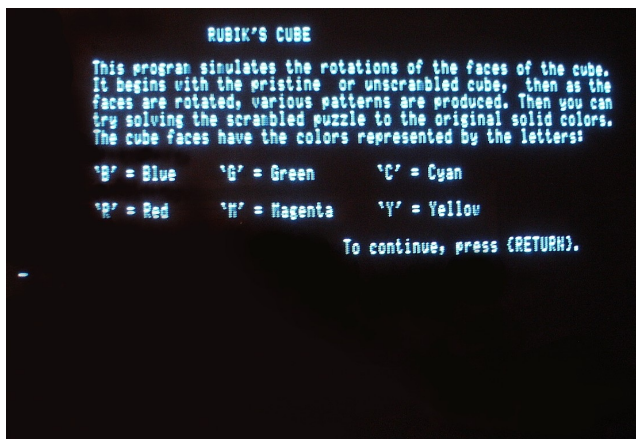 RUBIK'S CUBE
This program simulates the rotations of the faces of the cube.
It begins with the pristine or unscrambled cube, then as the
faces are rotated, various patterns are produced. Then you can
try solving the scrambled puzzle to the original solid colors.
The cube faces have the colors represented by the letters:
'B' = Blue 'G' = Green 'C' = Cyan
'R' = Red 'M' = Magenta 'Y' = Yellow
To continue, press {RETURN}.